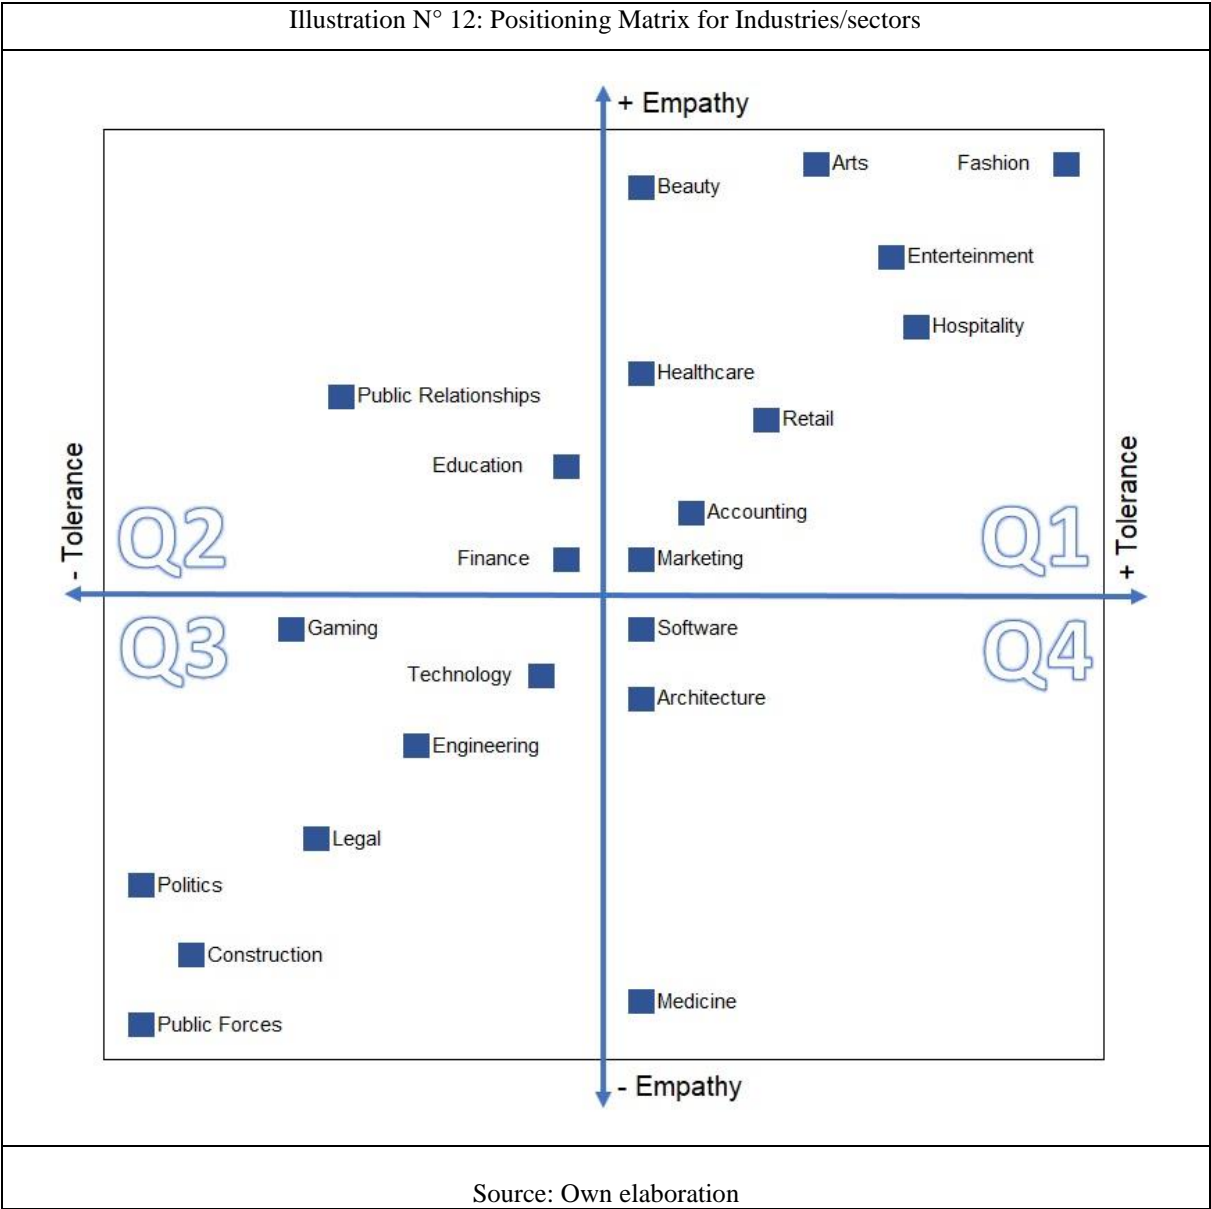 Illustration N° 12: Positioning Matrix for Industries/sectors
+ Empathy
Arts
Fashion
Beauty
Enterteinment
Hospitality
Healthcare
Public Relationships
Retail
Education
- Tolerance
+ Tolerance
Accounting
Q2
Q1
Finance
Marketing
Gaming
Software
Q3
Q4
Technology
Architecture
Engineering
Legal
Politics
Construction
Medicine
Public Forces
- Empathy
Source: Own elaboration